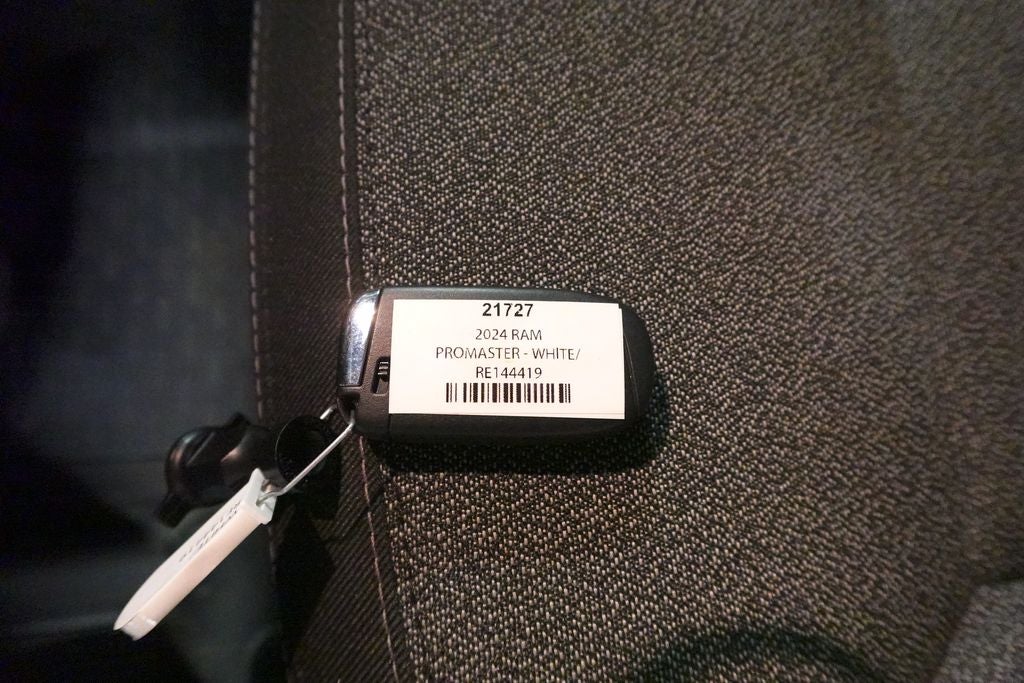 21727
2024 RAM
PROMASTER - WHITE/
RE144419